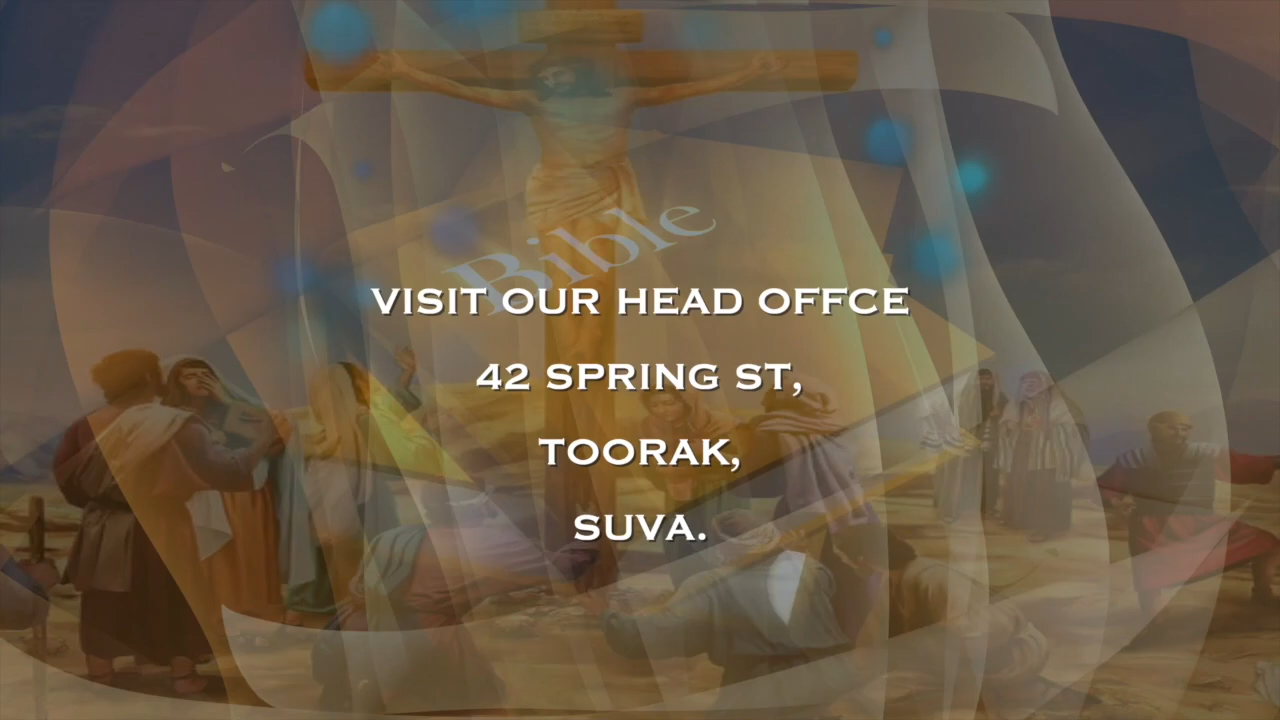 Bible
VISIT OUR HEAD OFFCE
42 SPRING ST,
TOORAK,
SUVA.